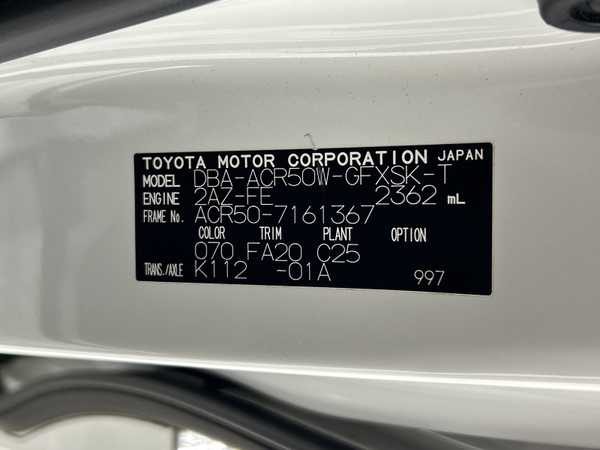 TOYOTA MOTOR CORPORATION JAPAN
MODEL DBA-ACR50W-GFXSK-T
ENGINE 2AZ-FE 2362 mL
FRAME No. ACR50-7161367
COLOR TRIM PLANT OPTION
070 FA20 C25
TRANS./AXLE K112 -01A 997